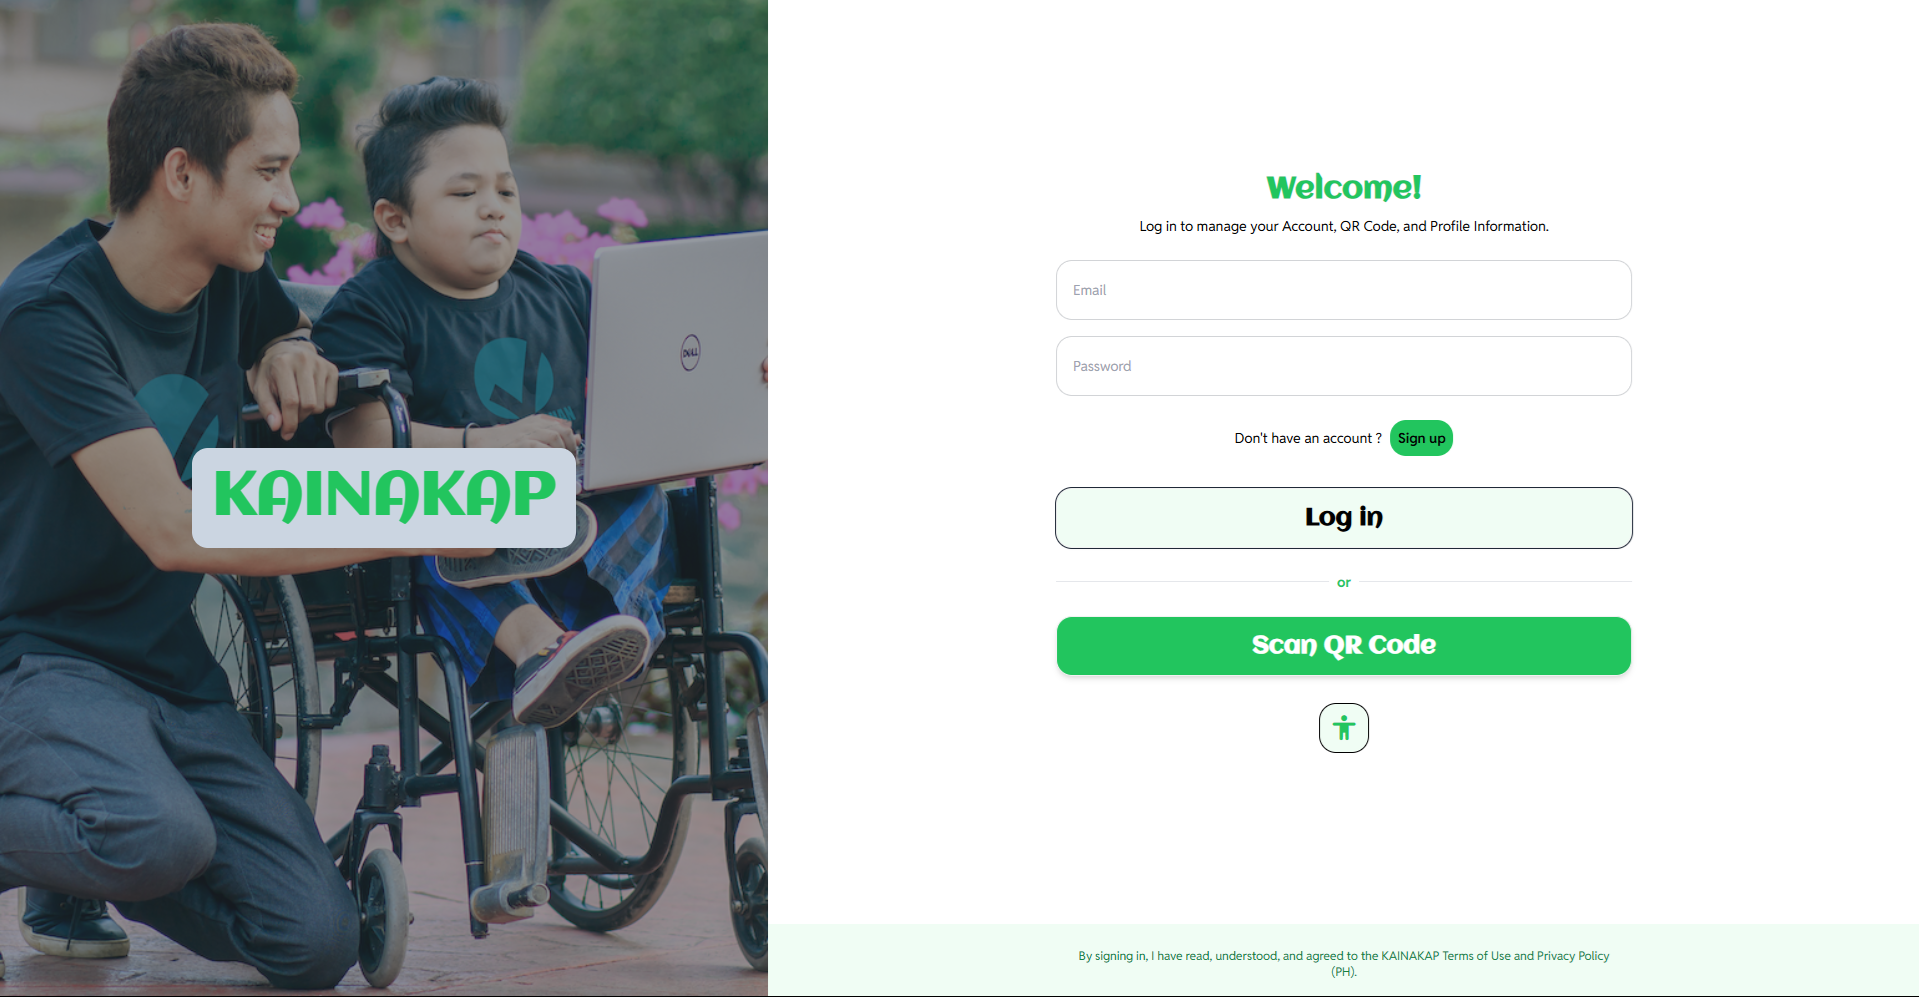 KAINAKAP
DELL
Welcome!
Log in to manage your Account, QR Code, and Profile Information.
Email
Password
Don't have an account ? Sign up
Log in
or
Scan QR Code
By signing in, I have read, understood, and agreed to the KAINAKAP Terms of Use and Privacy Policy
(PH).